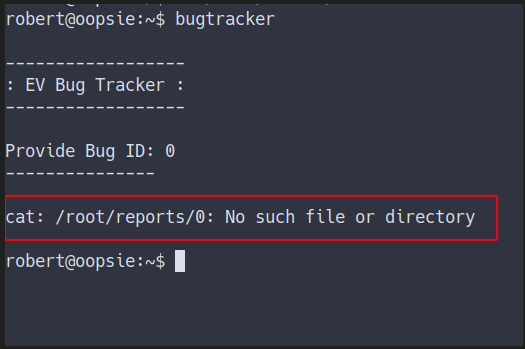 robert@oopsie:~$ bugtracker
------------------
: EV Bug Tracker :
------------------
Provide Bug ID: 0
---------------
cat: /root/reports/0: No such file or directory
robert@oopsie:~$